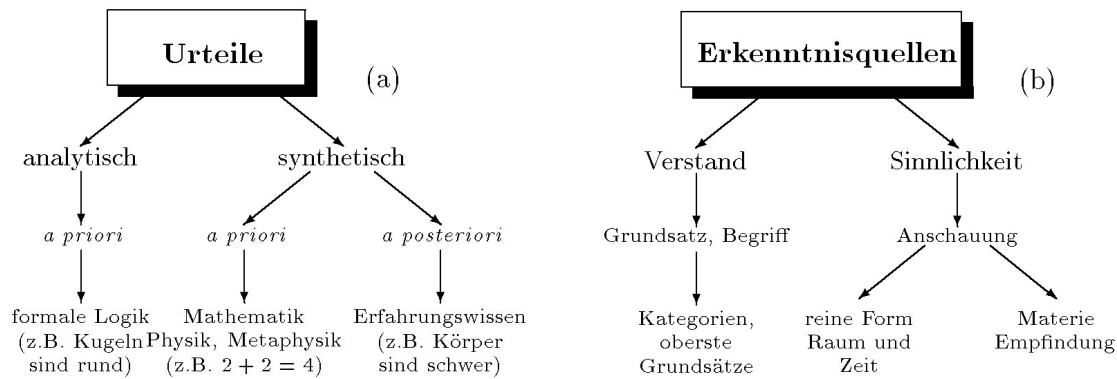 Urteile
(a)
analytisch
synthetisch
a priori
a priori
a posteriori
formale Logik
(z.B. Kugeln
sind rund)
Mathematik
Physik, Metaphysik
(z.B. 2 + 2 = 4)
Erfahrungswissen
(z.B. Körper
sind schwer)
Erkenntnisquellen
(b)
Verstand
Sinnlichkeit
Grundsatz, Begriff
Anschauung
Kategorien,
oberste
Grundsätze
reine Form
Raum und
Zeit
Materie
Empfindung